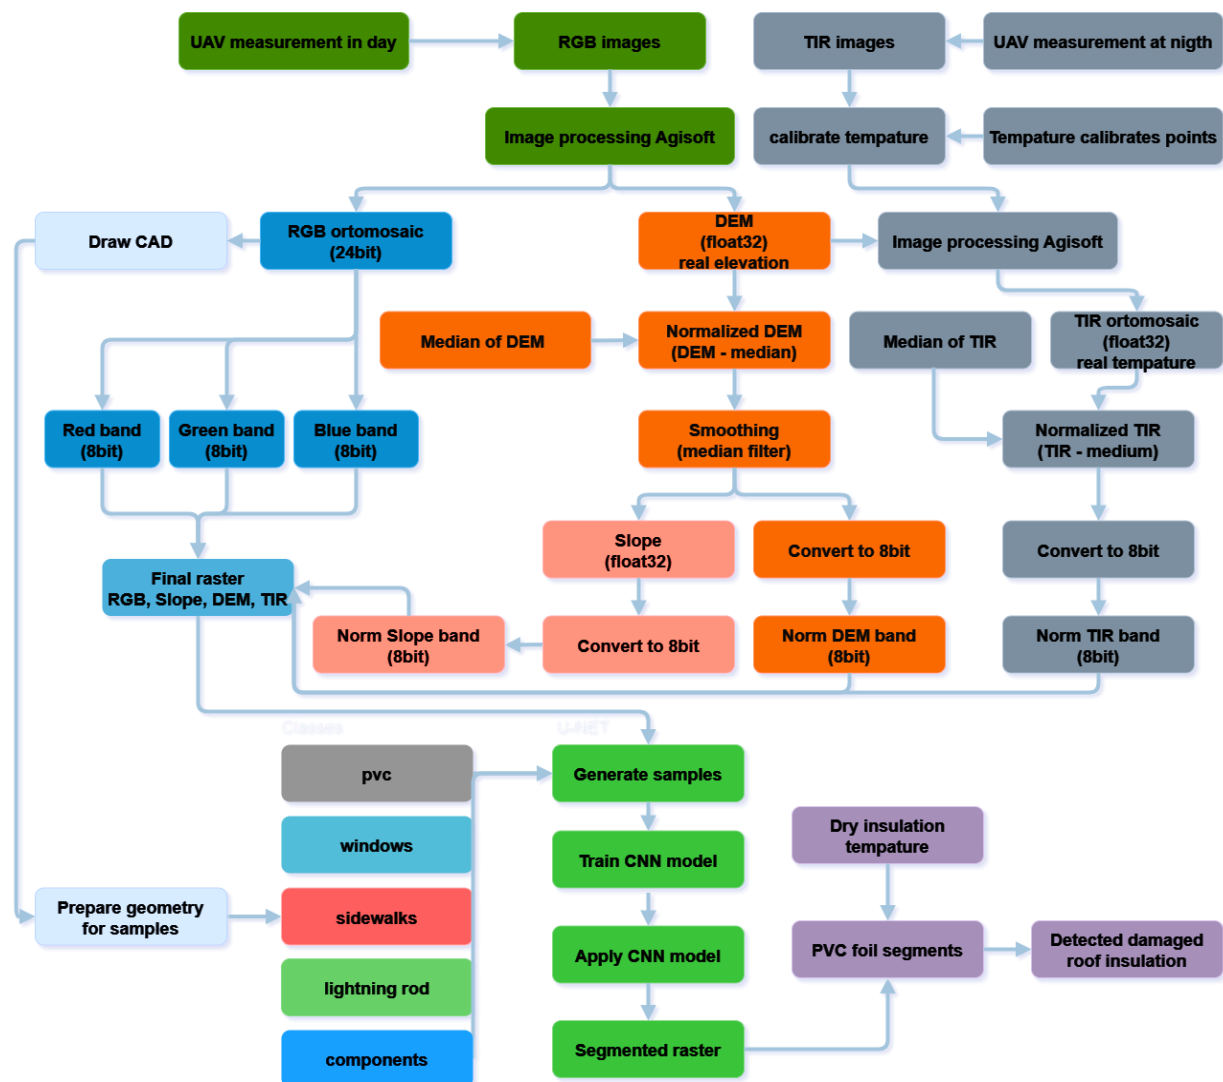 UAV measurement in day
RGB images
TIR images
UAV measurement at nigth
Image processing Agisoft
calibrate tempature
Tempature calibrates points
Draw CAD
RGB ortomosaic
(24bit)
DEM
(float32)
real elevation
Image processing Agisoft
Median of DEM
Normalized DEM
(DEM - median)
Median of TIR
TIR ortomosaic
(float32)
real tempature
Red band
(8bit)
Green band
(8bit)
Blue band
(8bit)
Smoothing
(median filter)
Normalized TIR
(TIR - medium)
Slope
(float32)
Convert to 8bit
Convert to 8bit
Final raster
RGB, Slope, DEM, TIR
Norm Slope band
(8bit)
Convert to 8bit
Norm DEM band
(8bit)
Norm TIR band
(8bit)
Classes
U-NET
pvc
Generate samples
windows
Train CNN model
Dry insulation
tempature
Prepare geometry
for samples
sidewalks
Apply CNN model
PVC foil segments
Detected damaged
roof insulation
lightning rod
components
Segmented raster